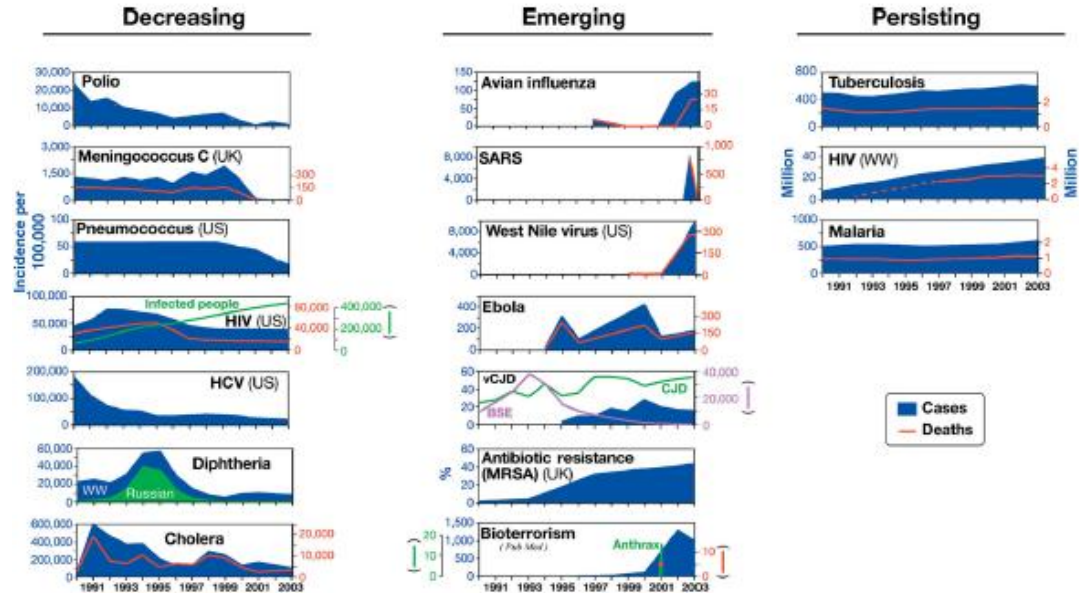 Decreasing
Emerging
Persisting
30,000
20,000
10,000
0
Polio
3,000
1,500
0
Meningococcus C (UK)
300
150
0
100
50
0
Pneumococcus (US)
Incidence per
100,000
100,000
50,000
0
Infected people
HIV (US)
80,000
40,000
0
400,000
200,000
0
200,000
100,000
0
HCV (US)
60,000
40,000
20,000
0
Diphtheria
WW
Russian
600,000
400,000
200,000
0
Cholera
20,000
10,000
0
1991 1993 1995 1997 1999 2001 2003
150
100
50
0
Avian influenza
30
15
0
8,000
4,000
0
SARS
1,000
500
0
8,000
4,000
0
West Nile virus (US)
300
150
0
400
200
0
Ebola
300
150
0
60
40
20
0
vCJD
BSE
CJD
40,000
20,000
0
%
60
40
20
0
Antibiotic resistance
(MRSA) (UK)
20
10
0
1,500
1,000
500
0
Bioterrorism
(Pub Med)
Anthrax
10
0
1991 1993 1995 1997 1999 2001 2003
800
400
0
Tuberculosis
2
1
0
Million
40
20
0
HIV (WW)
4
2
0
Million
1000
500
0
Malaria
2
1
0
1991 1993 1995 1997 1999 2001 2003
Cases
Deaths